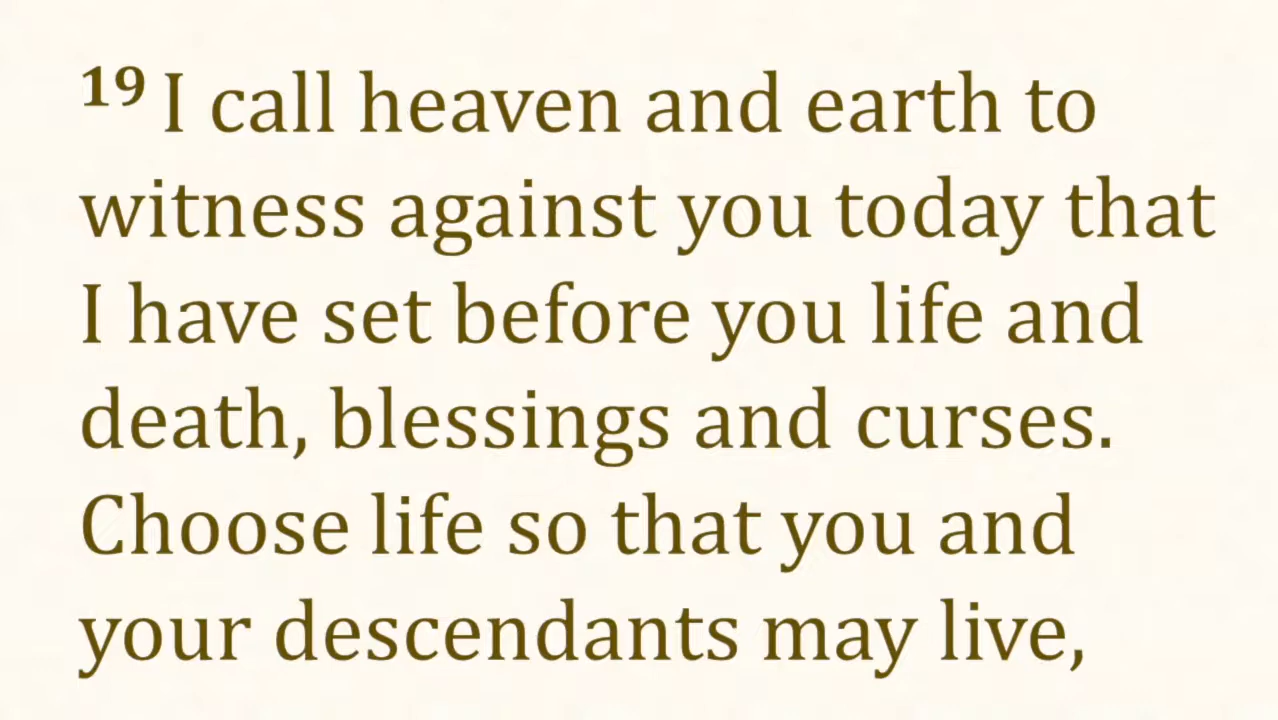 19 I call heaven and earth to
witness against you today that
I have set before you life and
death, blessings and curses.
Choose life so that you and
your descendants may live,